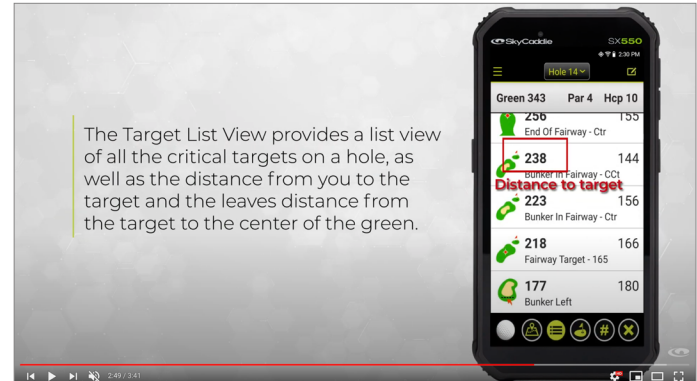 SkyCaddie SX550
2:30 PM
Hole 14
Green 343 Par 4 Hcp 10
256 155
End Of Fairway - Ctr
238 144
Bunker In Fairway - CCt
Distance to target
223 156
Bunker In Fairway - Ctr
218 166
Fairway Target - 165
177 180
Bunker Left
#
The Target List View provides a list view
of all the critical targets on a hole, as
well as the distance from you to the
target and the leaves distance from
the target to the center of the green.
2:49 / 3:41